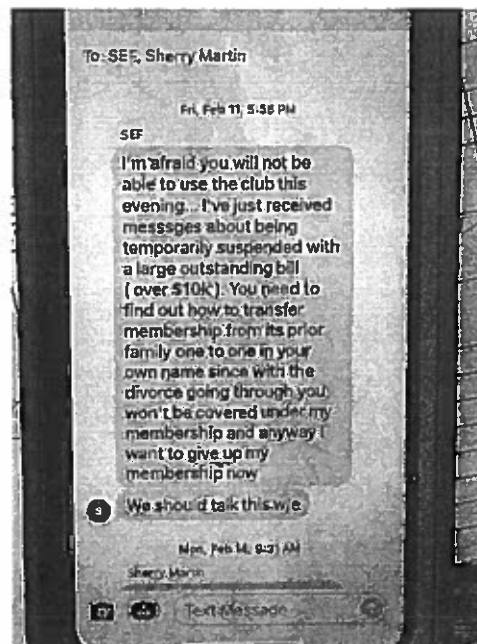 To: SEF, Sherry Martin
Fri, Feb 11, 5:58 PM
SEF
I'm afraid you will not be
able to use the club this
evening... I've just received
messsges about being
temporarily suspended with
a large outstanding bill
( over $10k). You need to
find out how to transfer
membership from its prior
family one to one in your
own name since with the
divorce going through you
won't be covered under my
membership and anyway I
want to give up my
membership now
S
We should talk this w/e
Mon, Feb 14, 9:31 AM
Sherry Martin
Text Message